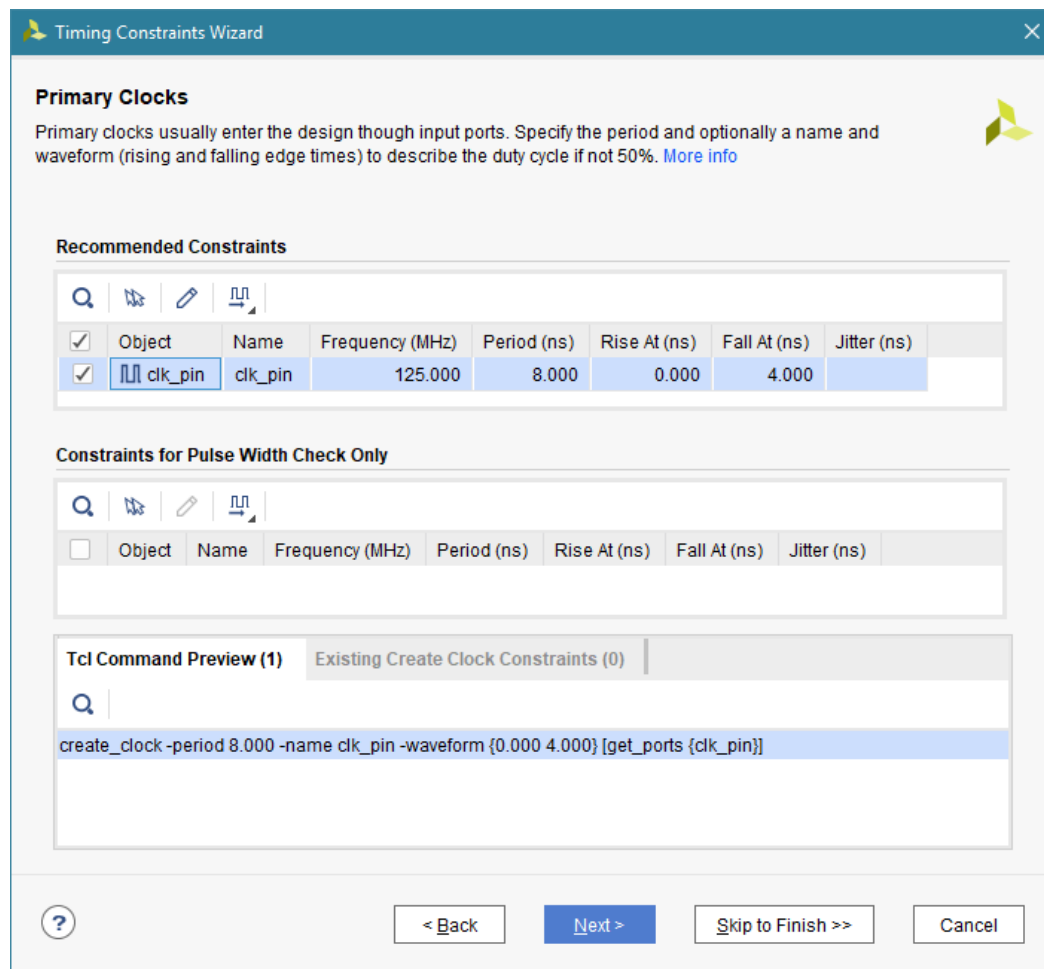 Timing Constraints Wizard
Primary Clocks
Primary clocks usually enter the design though input ports. Specify the period and optionally a name and
waveform (rising and falling edge times) to describe the duty cycle if not 50%. More info
Recommended Constraints
Object Name Frequency (MHz) Period (ns) Rise At (ns) Fall At (ns) Jitter (ns)
clk_pin clk_pin 125.000 8.000 0.000 4.000
Constraints for Pulse Width Check Only
Object Name Frequency (MHz) Period (ns) Rise At (ns) Fall At (ns) Jitter (ns)
Tcl Command Preview (1) Existing Create Clock Constraints (0)
create_clock -period 8.000 -name clk_pin -waveform {0.000 4.000} [get_ports {clk_pin}]
? < Back Next > Skip to Finish >> Cancel